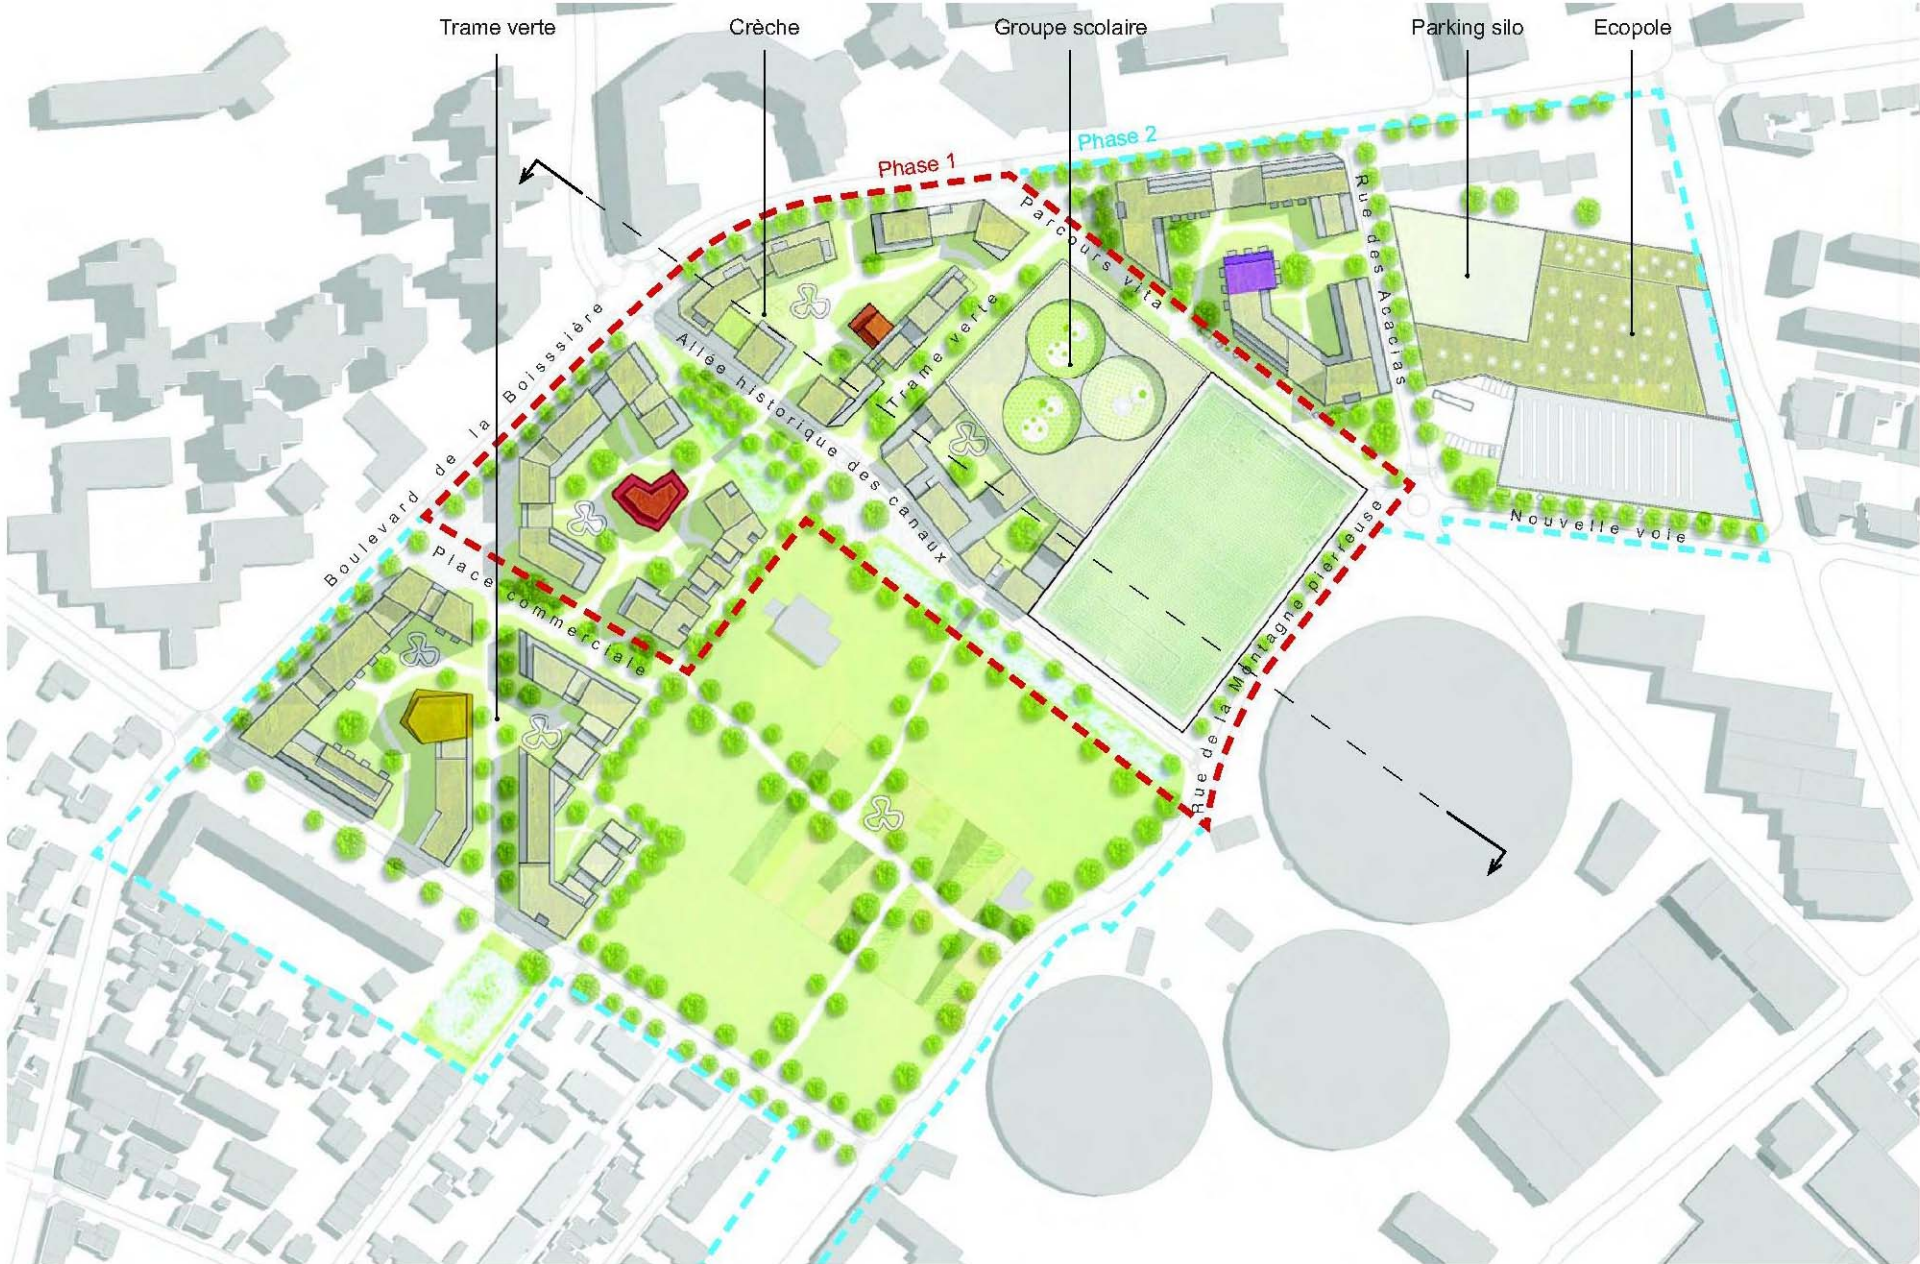 Trame verte
Crèche
Groupe scolaire
Parking silo
Ecopole
Phase 1
Phase 2
Parcours vita
Rue des Acacias
Boulevard de la Boissière
Allée historique des canaux
Trame verte
Place commerciale
Nouvelle voie
Rue de la Montagne pierreuse